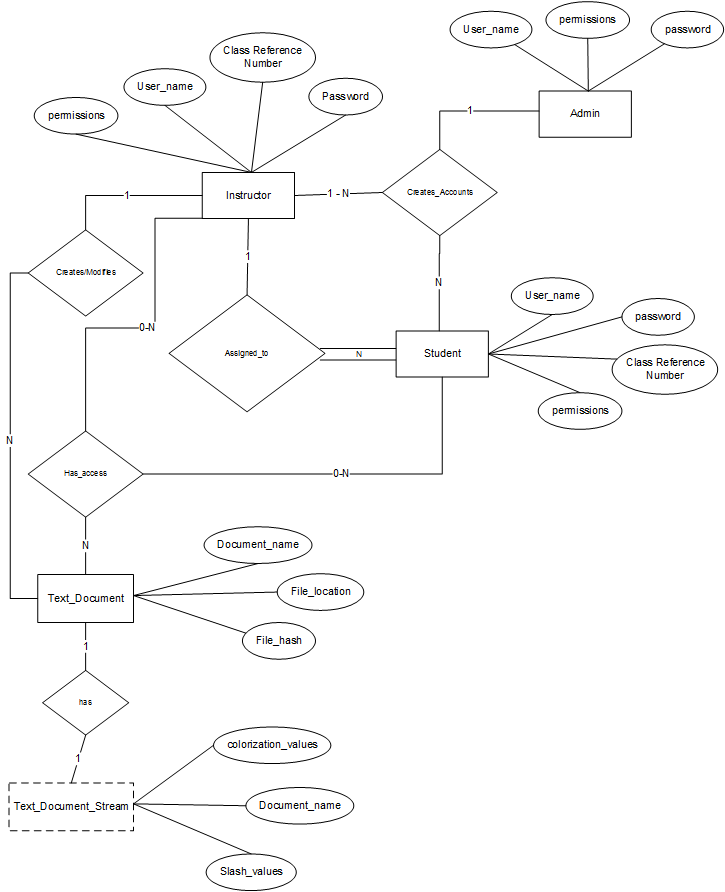 User_name
permissions
password
Admin
Class Reference
Number
User_name
Password
permissions
1
Instructor
1 - N
Creates_Accounts
1
Creates/Modifies
1
N
0-N
Assigned_to
N
Student
User_name
password
Class Reference
Number
permissions
N
Has_access
0-N
N
Text_Document
Document_name
File_location
File_hash
1
has
1
Text_Document_Stream
colorization_values
Document_name
Slash_values